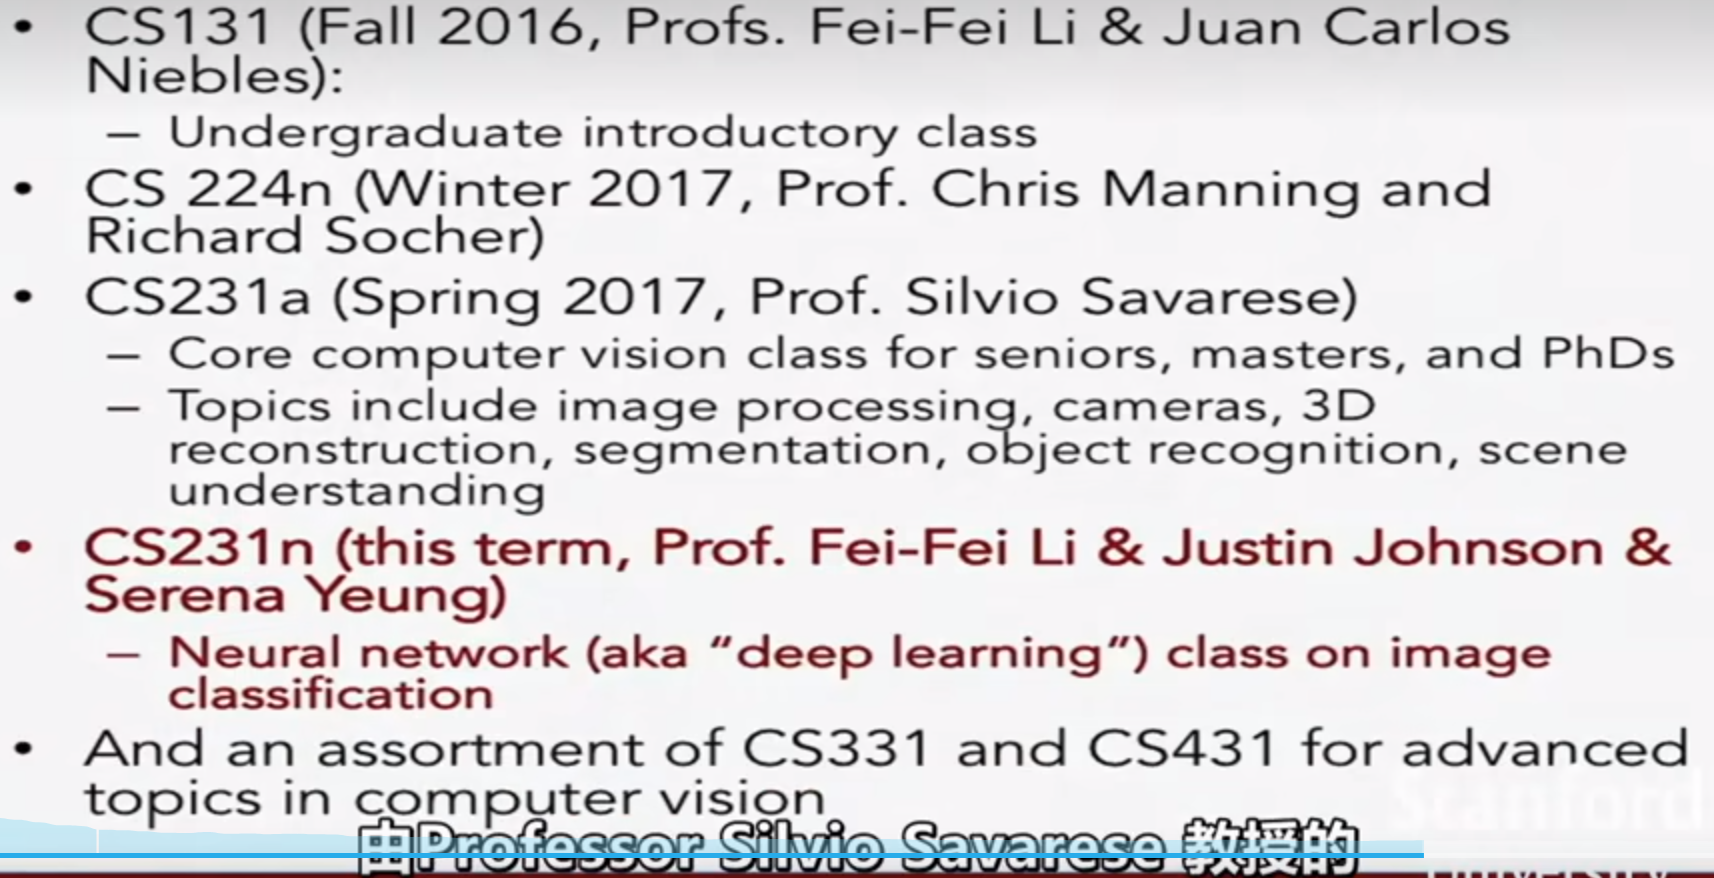 • CS131 (Fall 2016, Profs. Fei-Fei Li & Juan Carlos
Niebles):
– Undergraduate introductory class
• CS 224n (Winter 2017, Prof. Chris Manning and
Richard Socher)
• CS231a (Spring 2017, Prof. Silvio Savarese)
– Core computer vision class for seniors, masters, and PhDs
– Topics include image processing, cameras, 3D
reconstruction, segmentation, object recognition, scene
understanding
• CS231n (this term, Prof. Fei-Fei Li & Justin Johnson &
Serena Yeung)
– Neural network (aka “deep learning”) class on image
classification
• And an assortment of CS331 and CS431 for advanced
topics in computer vision
由Professor Silvio Savarese 教授的
Stanford
University